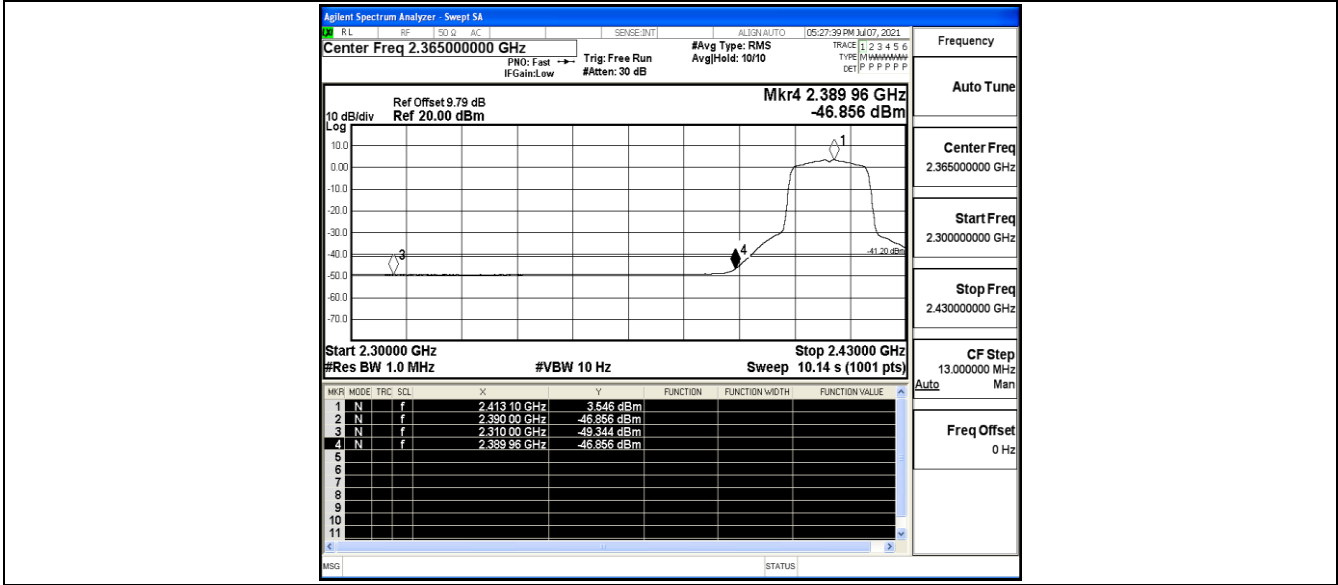 Agilent Spectrum Analyzer - Swept SA
LXI RL RF 50 Ω AC SENSE:INT ALIGN AUTO 05:27:39 PM Jul 07, 2021
Center Freq 2.365000000 GHz
PNO: Fast
IFGain:Low
Trig: Free Run
#Atten: 30 dB
#Avg Type: RMS
Avg|Hold: 10/10
TRACE 1 2 3 4 5 6
TYPE M WWWWW
DET P P P P P P
Ref Offset 9.79 dB
10 dB/div Ref 20.00 dBm
Log
Mkr4 2.389 96 GHz
-46.856 dBm
10.0
0.00
-10.0
-20.0
-30.0
-40.0
-50.0
-60.0
-70.0
1
3
4
-41.20 dBm
Start 2.30000 GHz Stop 2.43000 GHz
#Res BW 1.0 MHz #VBW 10 Hz Sweep 10.14 s (1001 pts)
MKR MODE TRC SCL X Y FUNCTION FUNCTION WIDTH FUNCTION VALUE
1 N f 2.413 10 GHz 3.546 dBm
2 N f 2.390 00 GHz -46.856 dBm
3 N f 2.310 00 GHz -49.344 dBm
4 N f 2.389 96 GHz -46.856 dBm
5
6
7
8
9
10
11
MSG STATUS
Frequency
Auto Tune
Center Freq
2.365000000 GHz
Start Freq
2.300000000 GHz
Stop Freq
2.430000000 GHz
CF Step
13.000000 MHz
Auto Man
Freq Offset
0 Hz